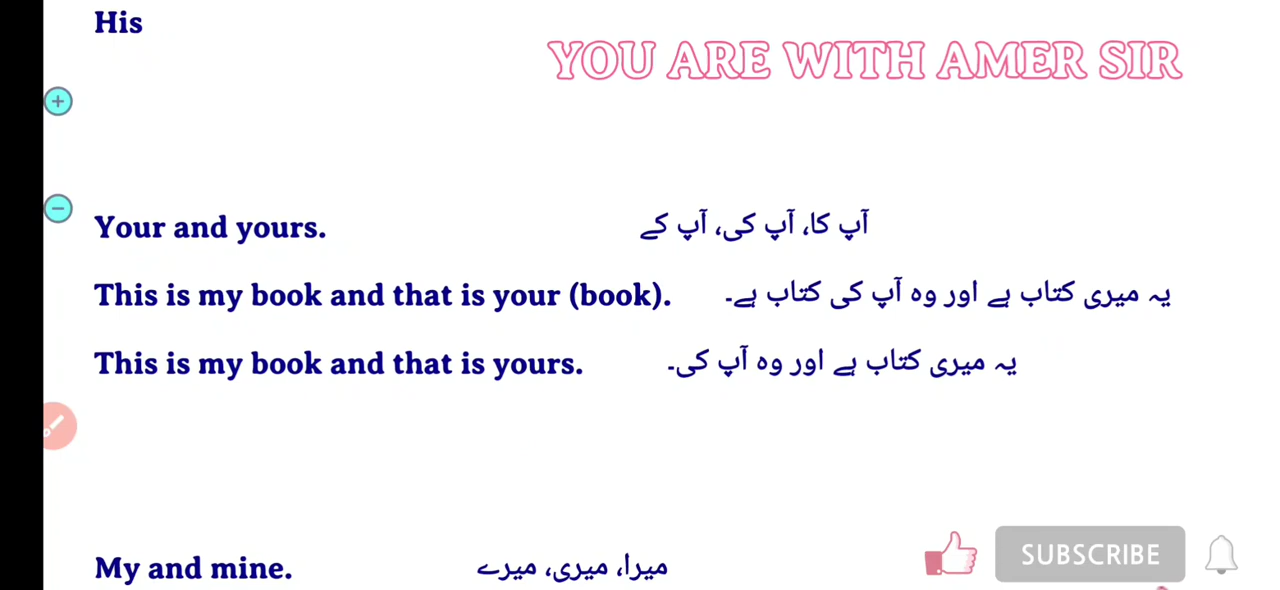 His
YOU ARE WITH AMER SIR
Your and yours. آپ کا، آپ کی، آپ کے
This is my book and that is your (book). یہ میری کتاب ہے اور وہ آپ کی کتاب ہے۔
This is my book and that is yours. یہ میری کتاب ہے اور وہ آپ کی۔
My and mine. میرا، میری، میرے
SUBSCRIBE